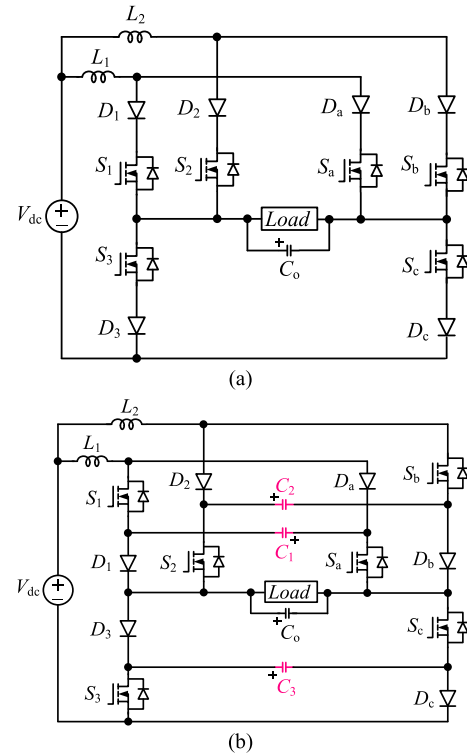 L2
L1
D1
D2
Da
Db
S1
S2
Sa
Sb
Vdc
+
−
Load
+
Co
S3
Sc
D3
Dc
(a)
L2
L1
S1
D2
Da
Sb
+
C2
C1
+
D1
S2
Sa
Db
Vdc
+
−
Load
+
Co
D3
Sc
S3
+
C3
Dc
(b)